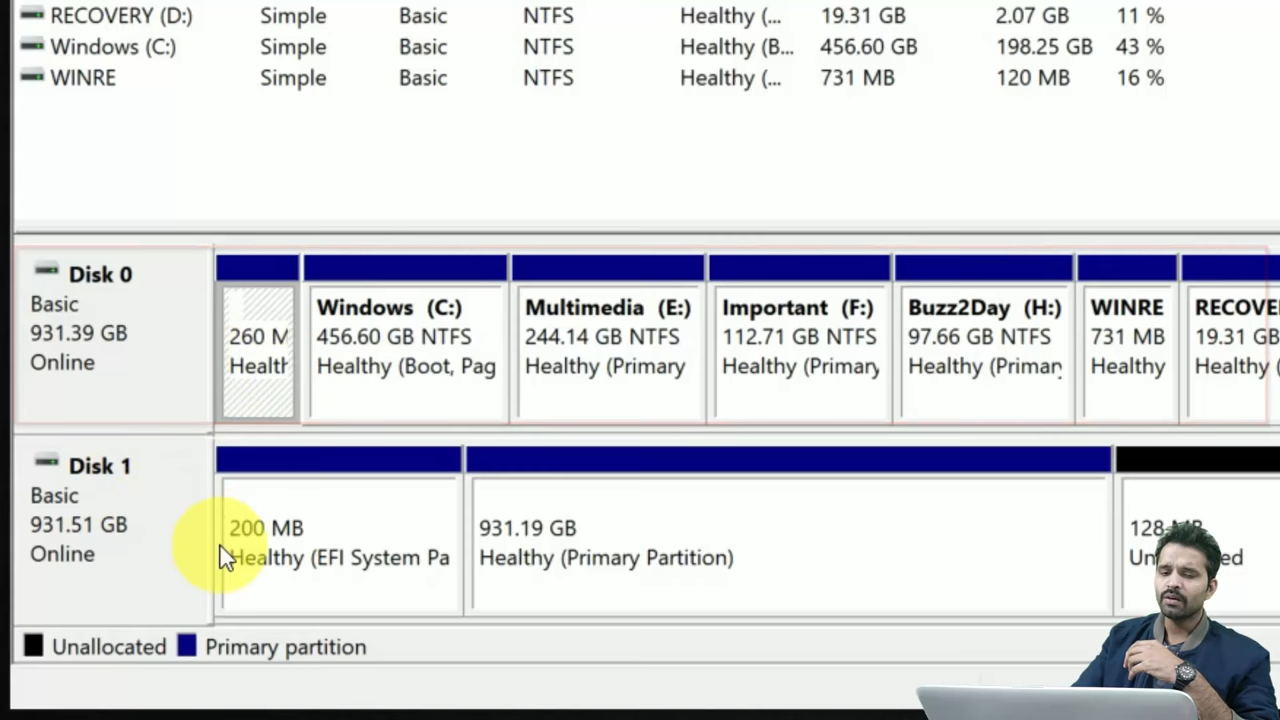 RECOVERY (D:) Simple Basic NTFS Healthy (... 19.31 GB 2.07 GB 11 %
Windows (C:) Simple Basic NTFS Healthy (B... 456.60 GB 198.25 GB 43 %
WINRE Simple Basic NTFS Healthy (... 731 MB 120 MB 16 %
Disk 0
Basic
931.39 GB
Online
260 M
Health
Windows (C:)
456.60 GB NTFS
Healthy (Boot, Pag
Multimedia (E:)
244.14 GB NTFS
Healthy (Primary
Important (F:)
112.71 GB NTFS
Healthy (Primary
Buzz2Day (H:)
97.66 GB NTFS
Healthy (Primar
WINRE
731 MB
Healthy
RECOVE
19.31 GB
Healthy (
Disk 1
Basic
931.51 GB
Online
200 MB
Healthy (EFI System Pa
931.19 GB
Healthy (Primary Partition)
128 MB
Unallocated Primary partition